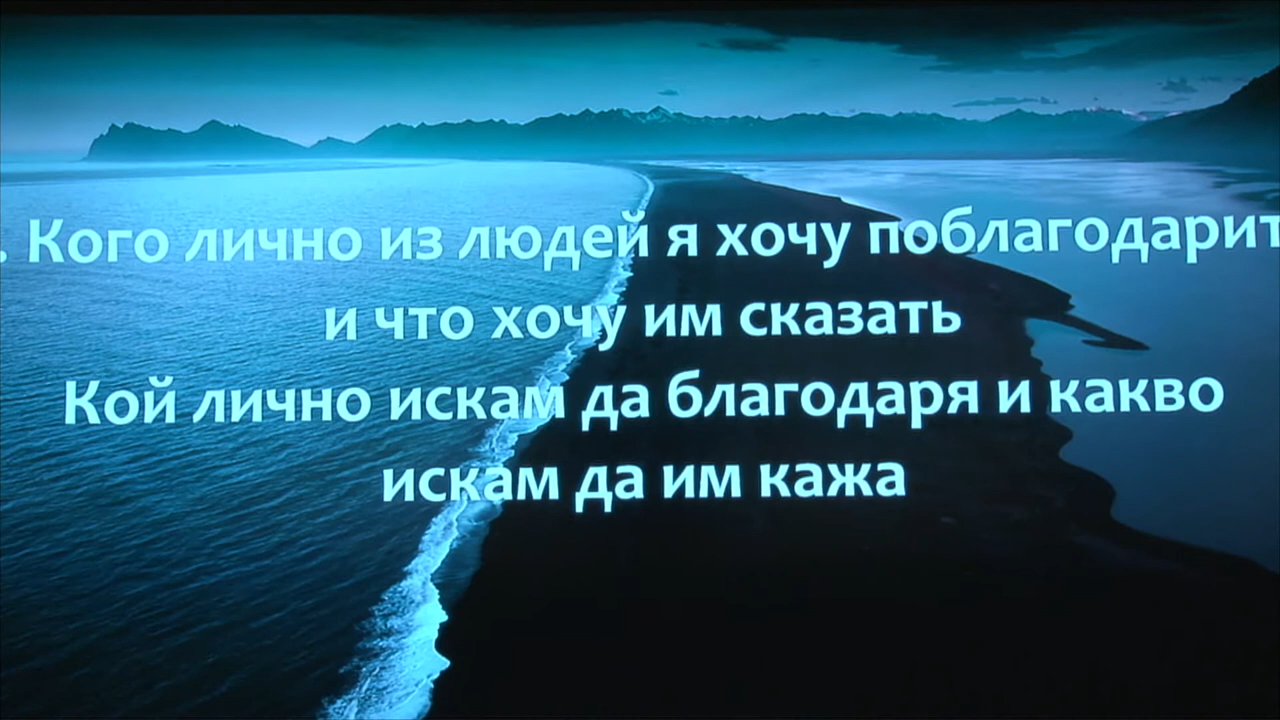 . Кого лично из людей я хочу поблагодарит
и что хочу им сказать
Кой лично искам да благодаря и какво
искам да им кажа